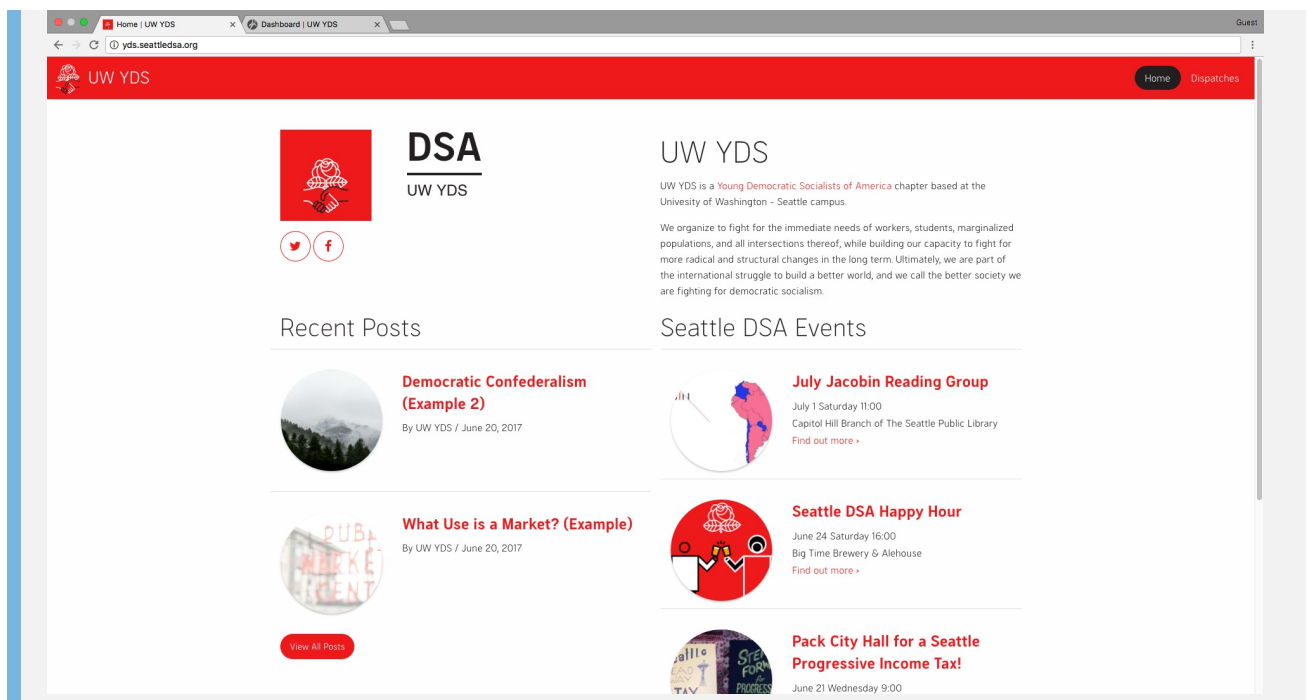 Home | UW YDS
Dashboard | UW YDS
Guest
yds.seattledsa.org
UW YDS
Home
Dispatches
DSA
UW YDS
UW YDS
UW YDS is a Young Democratic Socialists of America chapter based at the
Univesity of Washington - Seattle campus.
We organize to fight for the immediate needs of workers, students, marginalized
populations, and all intersections thereof, while building our capacity to fight for
more radical and structural changes in the long term. Ultimately, we are part of
the international struggle to build a better world, and we call the better society we
are fighting for democratic socialism.
Recent Posts
Democratic Confederalism
(Example 2)
By UW YDS / June 20, 2017
What Use is a Market? (Example)
By UW YDS / June 20, 2017
View All Posts
Seattle DSA Events
July Jacobin Reading Group
July 1 Saturday 11:00
Capitol Hill Branch of The Seattle Public Library
Find out more ›
Seattle DSA Happy Hour
June 24 Saturday 16:00
Big Time Brewery & Alehouse
Find out more ›
Pack City Hall for a Seattle
Progressive Income Tax!
June 21 Wednesday 9:00